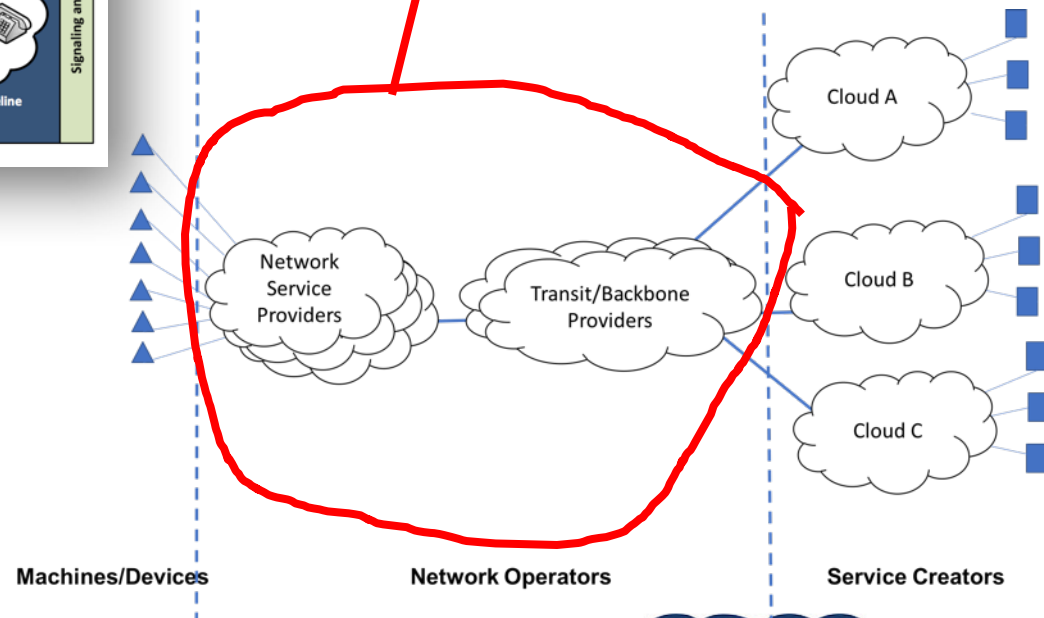 Signaling an
line
Cloud A
Network
Service
Providers
Transit/Backbone
Providers
Cloud B
Cloud C
Machines/Devices
Network Operators
Service Creators